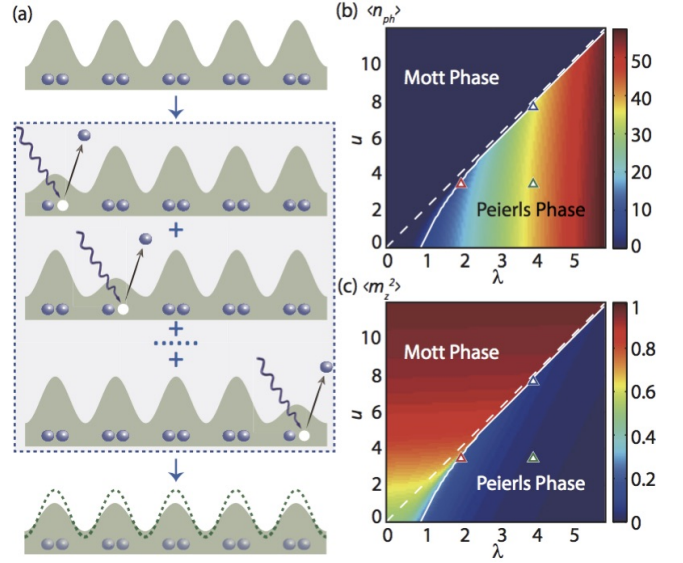 (a)
+
+
+
(b) ⟨n_ph⟩
10
8
6
4
2
0
u
Mott Phase
Peierls Phase
1 2 3 4 5
λ
50
40
30
20
10
0
(c) ⟨m_z²⟩
10
8
6
4
2
0
u
Mott Phase
Peierls Phase
0 1 2 3 4 5
λ
1
0.8
0.6
0.4
0.2
0